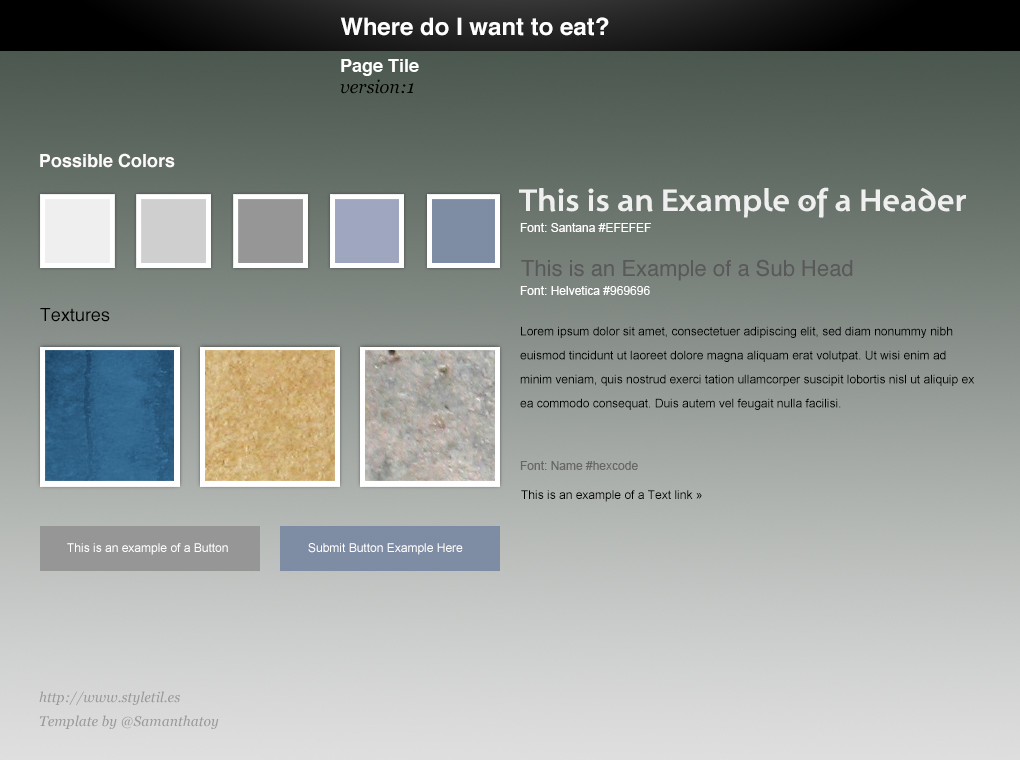 Where do I want to eat?
Page Tile
version:1
Possible Colors
This is an Example of a Header
Font: Santana #EFEFEF
This is an Example of a Sub Head
Font: Helvetica #969696
Textures
Lorem ipsum dolor sit amet, consectetuer adipiscing elit, sed diam nonummy nibh
euismod tincidunt ut laoreet dolore magna aliquam erat volutpat. Ut wisi enim ad
minim veniam, quis nostrud exerci tation ullamcorper suscipit lobortis nisl ut aliquip ex
ea commodo consequat. Duis autem vel feugait nulla facilisi.
Font: Name #hexcode
This is an example of a Text link »
This is an example of a Button
Submit Button Example Here
http://www.styletil.es
Template by @Samanthatoy